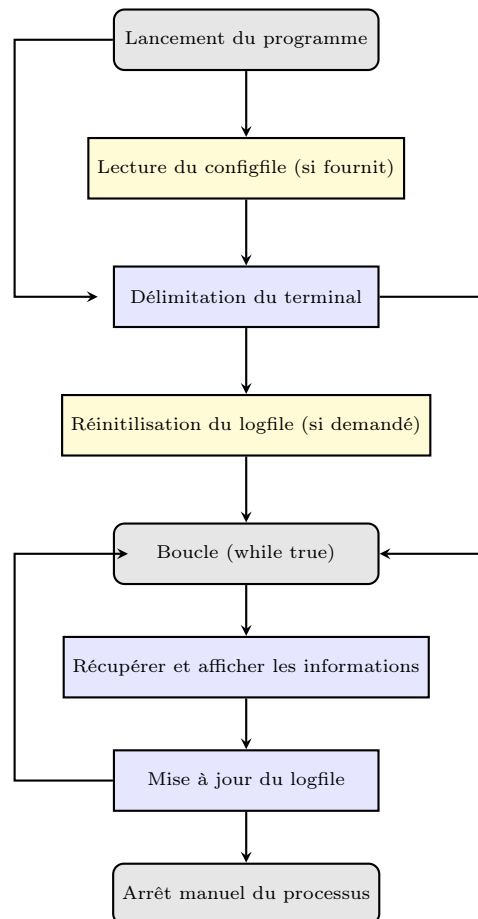 Lancement du programme
Lecture du configfile (si fournit)
Délimitation du terminal
Réinitilisation du logfile (si demandé)
Boucle (while true)
Récupérer et afficher les informations
Mise à jour du logfile
Arrêt manuel du processus